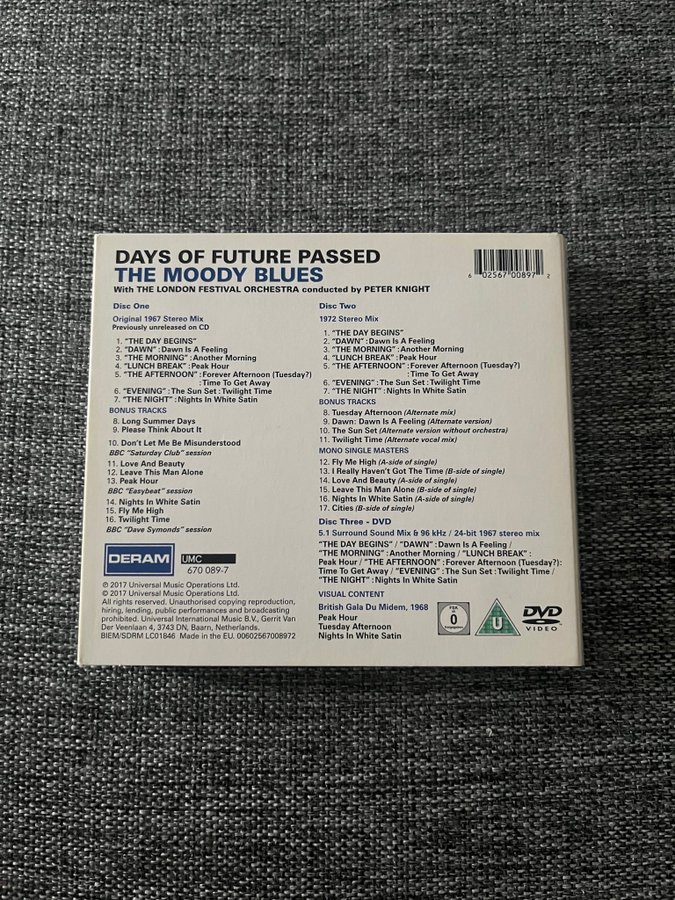 DAYS OF FUTURE PASSED
THE MOODY BLUES
With THE LONDON FESTIVAL ORCHESTRA conducted by PETER KNIGHT
6 02567 00897 2
Disc One
Original 1967 Stereo Mix
Previously unreleased on CD
1. "THE DAY BEGINS"
2. "DAWN" : Dawn Is A Feeling
3. "THE MORNING" : Another Morning
4. "LUNCH BREAK" : Peak Hour
5. "THE AFTERNOON" : Forever Afternoon (Tuesday?)
: Time To Get Away
6. "EVENING" : The Sun Set : Twilight Time
7. "THE NIGHT" : Nights In White Satin
BONUS TRACKS
8. Long Summer Days
9. Please Think About It
10. Don't Let Me Be Misunderstood
BBC "Saturday Club" session
11. Love And Beauty
12. Leave This Man Alone
13. Peak Hour
BBC "Easybeat" session
14. Nights In White Satin
15. Fly Me High
16. Twilight Time
BBC "Dave Symonds" session
DERAM
UMC
670 089-7
℗ 2017 Universal Music Operations Ltd.
© 2017 Universal Music Operations Ltd.
All rights reserved. Unauthorised copying reproduction,
hiring, lending, public performances and broadcasting
prohibited. Universal International Music B.V., Gerrit Van
Der Veenlaan 4, 3743 DN, Baarn, Netherlands.
BIEM/SDRM LC01846 Made in the EU. 00602567008972
Disc Two
1972 Stereo Mix
1. "THE DAY BEGINS"
2. "DAWN" : Dawn Is A Feeling
3. "THE MORNING" : Another Morning
4. "LUNCH BREAK" : Peak Hour
5. "THE AFTERNOON" : Forever Afternoon (Tuesday?)
: Time To Get Away
6. "EVENING" : The Sun Set : Twilight Time
7. "THE NIGHT" : Nights In White Satin
BONUS TRACKS
8. Tuesday Afternoon (Alternate mix)
9. Dawn: Dawn Is A Feeling (Alternate version)
10. The Sun Set (Alternate version without orchestra)
11. Twilight Time (Alternate vocal mix)
MONO SINGLE MASTERS
12. Fly Me High (A-side of single)
13. I Really Haven't Got The Time (B-side of single)
14. Love And Beauty (A-side of single)
15. Leave This Man Alone (B-side of single)
16. Nights In White Satin (A-side of single)
17. Cities (B-side of single)
Disc Three - DVD
5.1 Surround Sound Mix & 96 kHz / 24-bit 1967 stereo mix
"THE DAY BEGINS" / "DAWN" : Dawn Is A Feeling /
"THE MORNING" : Another Morning / "LUNCH BREAK" :
Peak Hour / "THE AFTERNOON" : Forever Afternoon (Tuesday?) :
Time To Get Away / "EVENING" : The Sun Set : Twilight Time /
"THE NIGHT" : Nights In White Satin
VISUAL CONTENT
British Gala Du Midem, 1968
Peak Hour
Tuesday Afternoon
Nights In White Satin
FSK
0
U
DVD
VIDEO